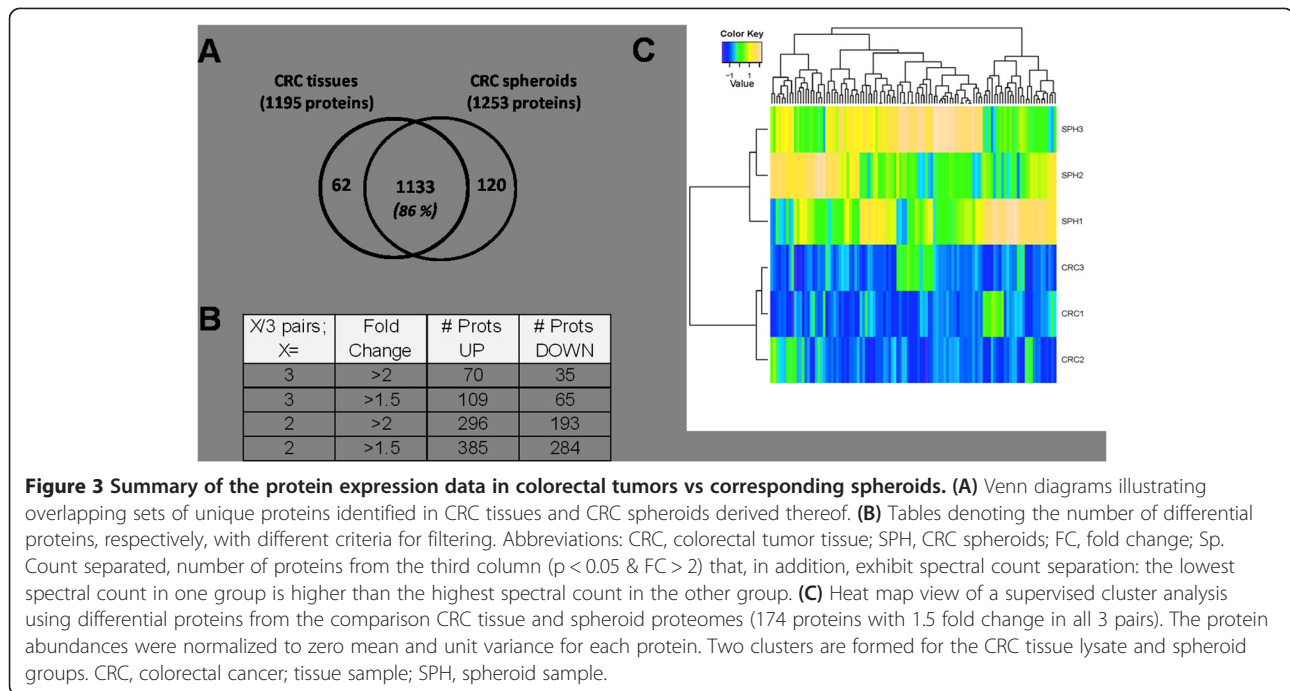 A
CRC tissues
(1195 proteins)
CRC spheroids
(1253 proteins)
62
1133
(86 %)
120
B
X/3 pairs; X= Fold Change # Prots UP # Prots DOWN
3 >2 70 35
3 >1.5 109 65
2 >2 296 193
2 >1.5 385 284
C
Color Key
−1 1
Value
SPH3
SPH2
SPH1
CRC3
CRC1
CRC2
Figure 3 Summary of the protein expression data in colorectal tumors vs corresponding spheroids. (A) Venn diagrams illustrating
overlapping sets of unique proteins identified in CRC tissues and CRC spheroids derived thereof. (B) Tables denoting the number of differential
proteins, respectively, with different criteria for filtering. Abbreviations: CRC, colorectal tumor tissue; SPH, CRC spheroids; FC, fold change; Sp.
Count separated, number of proteins from the third column (p < 0.05 & FC > 2) that, in addition, exhibit spectral count separation: the lowest
spectral count in one group is higher than the highest spectral count in the other group. (C) Heat map view of a supervised cluster analysis
using differential proteins from the comparison CRC tissue and spheroid proteomes (174 proteins with 1.5 fold change in all 3 pairs). The protein
abundances were normalized to zero mean and unit variance for each protein. Two clusters are formed for the CRC tissue lysate and spheroid
groups. CRC, colorectal cancer; tissue sample; SPH, spheroid sample.